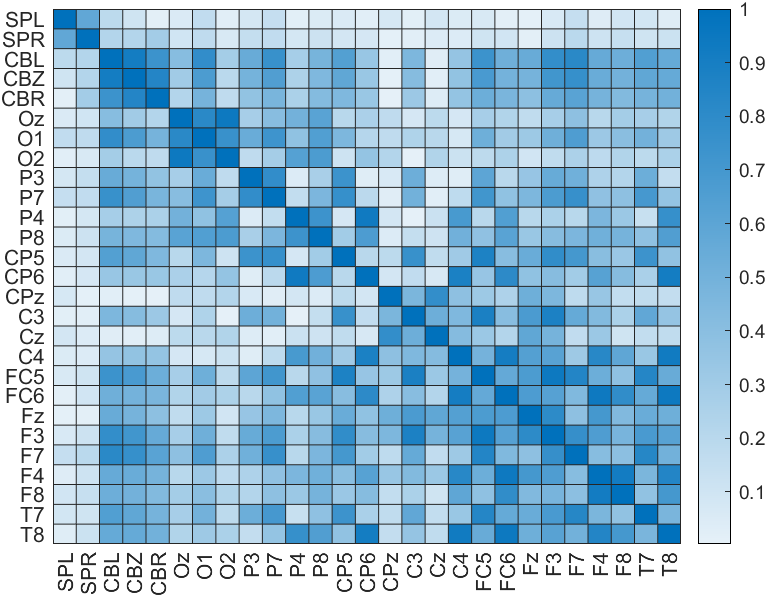 SPL
SPR
CBL
CBZ
CBR
Oz
O1
O2
P3
P7
P4
P8
CP5
CP6
CPz
C3
Cz
C4
FC5
FC6
Fz
F3
F7
F4
F8
T7
T8
SPL SPR CBL CBZ CBR Oz O1 O2 P3 P7 P4 P8 CP5 CP6 CPz C3 Cz C4 FC5 FC6 Fz F3 F7 F4 F8 T7 T8
1
0.9
0.8
0.7
0.6
0.5
0.4
0.3
0.2
0.1